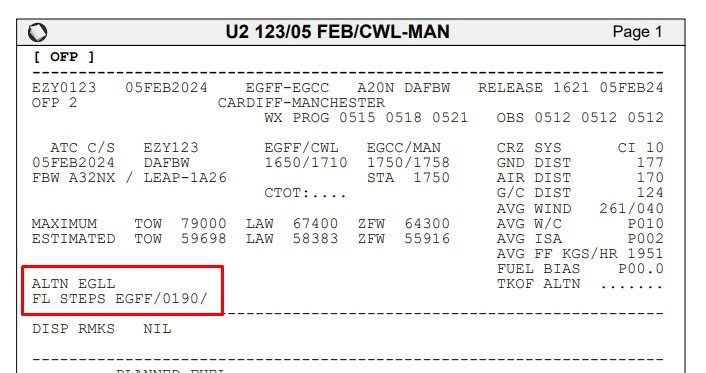 U2 123/05 FEB/CWL-MAN Page 1
[ OFP ]
--------------------------------------------------------------------
EZY0123 05FEB2024 EGFF-EGCC A20N DAFBW RELEASE 1621 05FEB24
OFP 2 CARDIFF-MANCHESTER
WX PROG 0515 0518 0521 OBS 0512 0512 0512
ATC C/S EZY123 EGFF/CWL EGCC/MAN CRZ SYS CI 10
05FEB2024 DAFBW 1650/1710 1750/1758 GND DIST 177
FBW A32NX / LEAP-1A26 STA 1750 AIR DIST 170
CTOT:.... G/C DIST 124
AVG WIND 261/040
MAXIMUM TOW 79000 LAW 67400 ZFW 64300 AVG W/C P010
ESTIMATED TOW 59698 LAW 58383 ZFW 55916 AVG ISA P002
AVG FF KGS/HR 1951
FUEL BIAS P00.0
ALTN EGLL TKOF ALTN .......
FL STEPS EGFF/0190/
--------------------------------------------------------------------
DISP RMKS NIL
--------------------------------------------------------------------
PLANNED FUEL